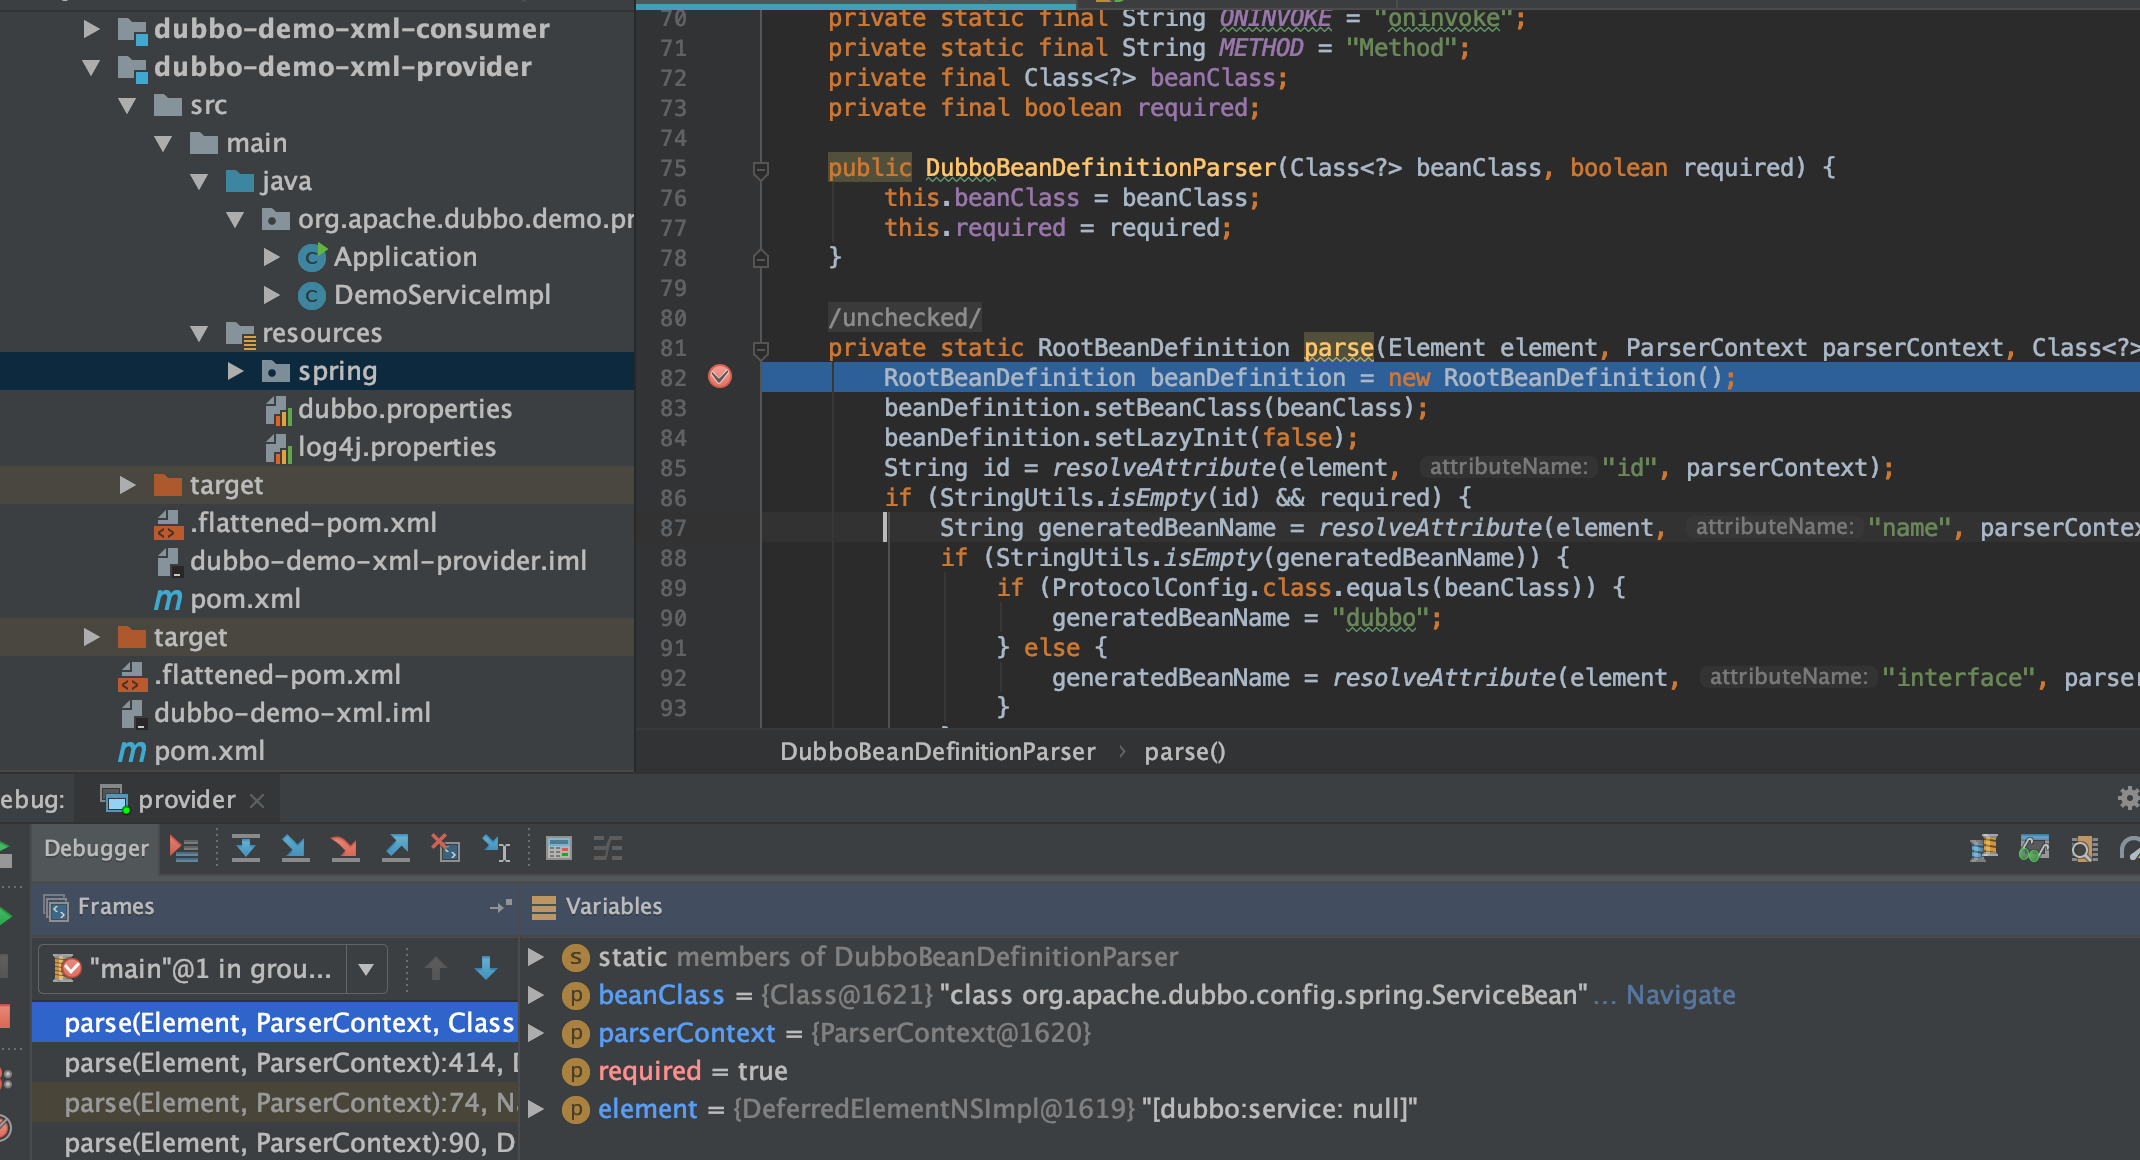 dubbo-demo-xml-consumer
dubbo-demo-xml-provider
src
main
java
org.apache.dubbo.demo.pr
Application
DemoServiceImpl
resources
spring
dubbo.properties
log4j.properties
target
.flattened-pom.xml
dubbo-demo-xml-provider.iml
pom.xml
target
.flattened-pom.xml
dubbo-demo-xml.iml
pom.xml
70 private static final String ONINVOKE = "oninvoke";
71 private static final String METHOD = "Method";
72 private final Class<?> beanClass;
73 private final boolean required;
74
75 public DubboBeanDefinitionParser(Class<?> beanClass, boolean required) {
76 this.beanClass = beanClass;
77 this.required = required;
78 }
79
80 /unchecked/
81 private static RootBeanDefinition parse(Element element, ParserContext parserContext, Class<?>
82 RootBeanDefinition beanDefinition = new RootBeanDefinition();
83 beanDefinition.setBeanClass(beanClass);
84 beanDefinition.setLazyInit(false);
85 String id = resolveAttribute(element, attributeName: "id", parserContext);
86 if (StringUtils.isEmpty(id) && required) {
87 String generatedBeanName = resolveAttribute(element, attributeName: "name", parserContex
88 if (StringUtils.isEmpty(generatedBeanName)) {
89 if (ProtocolConfig.class.equals(beanClass)) {
90 generatedBeanName = "dubbo";
91 } else {
92 generatedBeanName = resolveAttribute(element, attributeName: "interface", parser
93 }
DubboBeanDefinitionParser › parse()
ebug: provider ×
Debugger
Frames
Variables
"main"@1 in grou...
parse(Element, ParserContext, Class
parse(Element, ParserContext):414, D
parse(Element, ParserContext):74, Na
parse(Element, ParserContext):90, D
static members of DubboBeanDefinitionParser
beanClass = {Class@1621} "class org.apache.dubbo.config.spring.ServiceBean" ... Navigate
parserContext = {ParserContext@1620}
required = true
element = {DeferredElementNSImpl@1619} "[dubbo:service: null]"